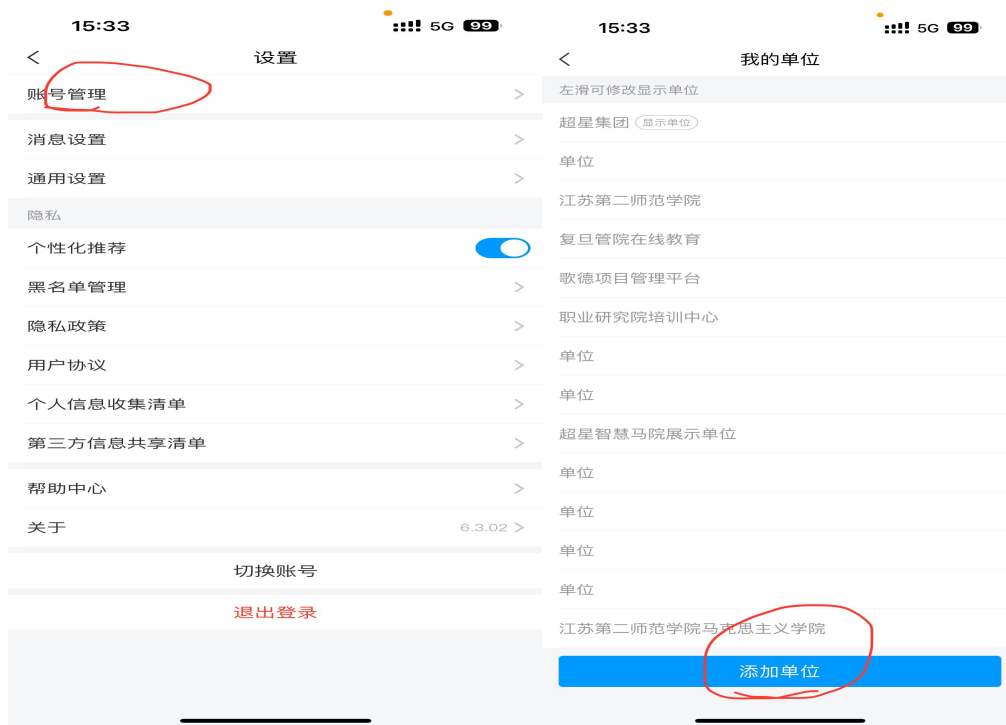 15:33
5G 99
设置
账号管理
消息设置
通用设置
隐私
个性化推荐
黑名单管理
隐私政策
用户协议
个人信息收集清单
第三方信息共享清单
帮助中心
关于 6.3.02
切换账号
退出登录
15:33
5G 99
我的单位
左滑可修改显示单位
超星集团 显示单位
单位
江苏第二师范学院
复旦管院在线教育
歌德项目管理平台
职业研究院培训中心
单位
单位
超星智慧马院展示单位
单位
单位
单位
单位
江苏第二师范学院马克思主义学院
添加单位